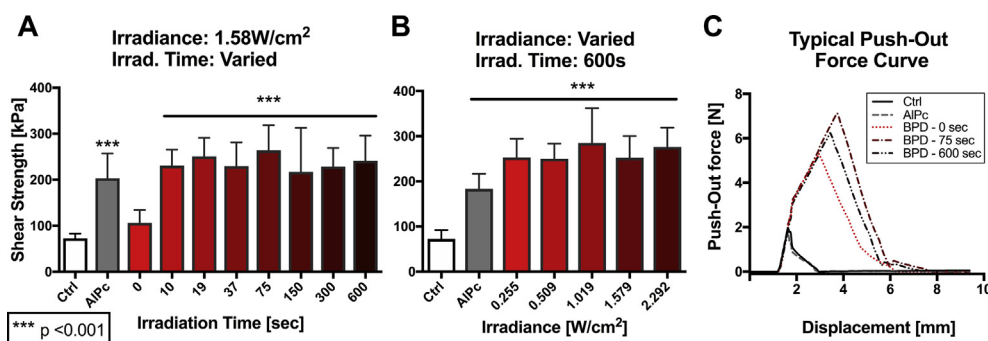 A
Irradiance: 1.58W/cm²
Irrad. Time: Varied
Shear Strength [kPa]
400
300
200
100
0
***
***
Ctrl
AlPc
0
10
19
37
75
150
300
600
Irradiation Time [sec]
*** p <0.001
B
Irradiance: Varied
Irrad. Time: 600s
400
300
200
100
0
***
Ctrl
AlPc
0.255
0.509
1.019
1.579
2.292
Irradiance [W/cm²]
C
Typical Push-Out
Force Curve
Push-Out force [N]
8
6
4
2
0
Ctrl
AlPc
BPD - 0 sec
BPD - 75 sec
BPD - 600 sec
2
4
6
8
10
Displacement [mm]